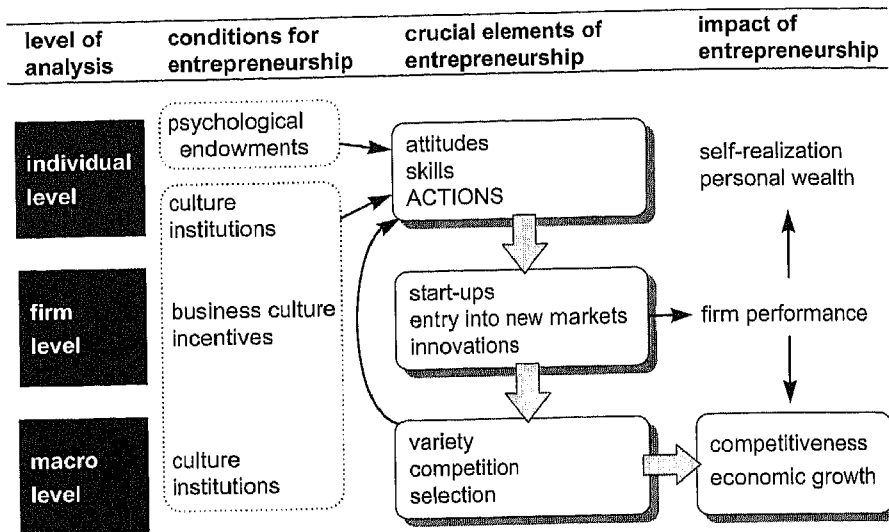 level of
analysis
conditions for
entrepreneurship
crucial elements of
entrepreneurship
impact of
entrepreneurship
individual
level
psychological
endowments
culture
institutions
attitudes
skills
ACTIONS
self-realization
personal wealth
firm
level
business culture
incentives
start-ups
entry into new markets
innovations
firm performance
macro
level
culture
institutions
variety
competition
selection
competitiveness
economic growth